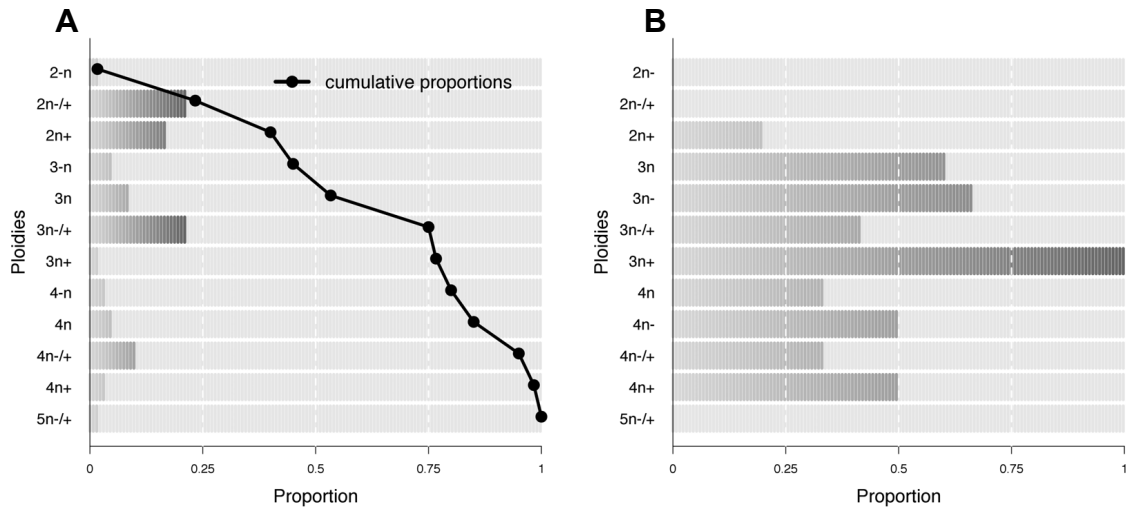 A
Ploidies
2-n
2n-/+
2n+
3-n
3n
3n-/+
3n+
4-n
4n
4n-/+
4n+
5n-/+
cumulative proportions
0 0.25 0.5 0.75 1
Proportion
B
Ploidies
2n-
2n-/+
2n+
3n
3n-
3n-/+
3n+
4n
4n-
4n-/+
4n+
5n-/+
0 0.25 0.5 0.75 1
Proportion